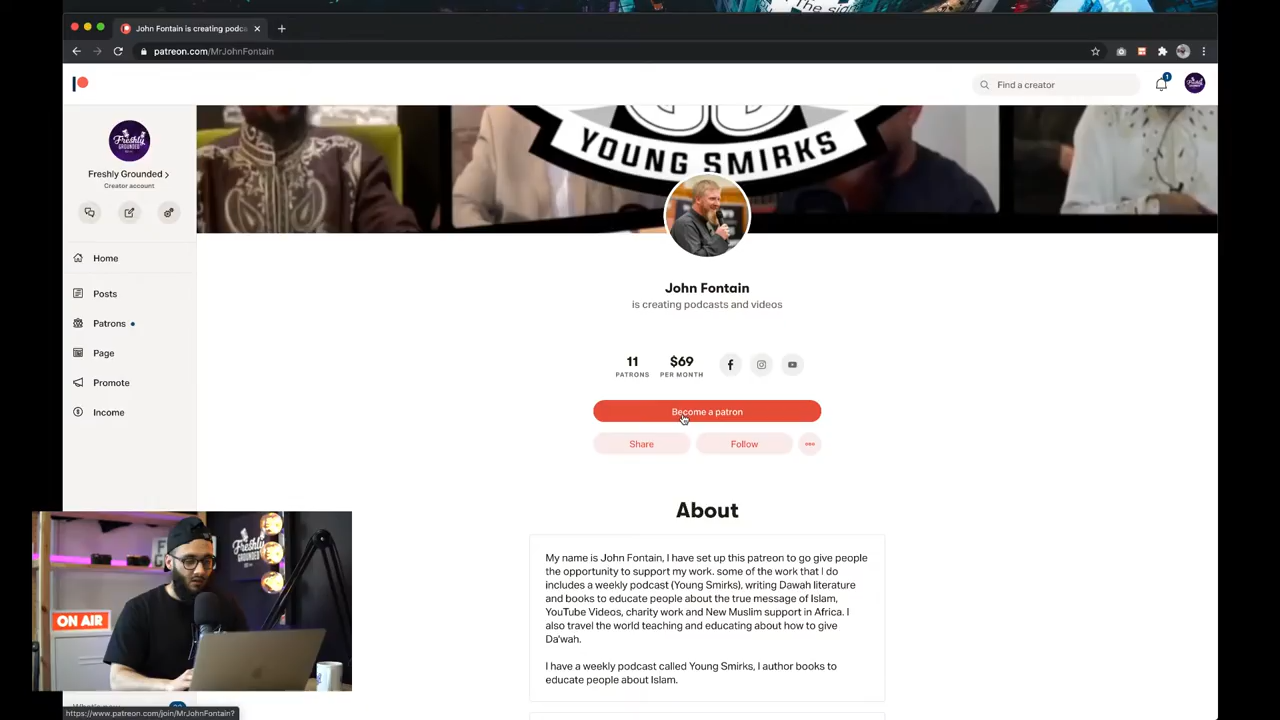 John Fontain is creating podca
patreon.com/MrJohnFontain
Find a creator
1
Freshly
GROUNDED
YOUNG SMIRKS
Freshly
GROUNDED
Freshly Grounded
Creator account
Home
Posts
Patrons
Page
Promote
Income
John Fontain
is creating podcasts and videos
11
PATRONS
$69
PER MONTH
Become a patron
Share
Follow
About
My name is John Fontain, I have set up this patreon to go give people
the opportunity to support my work. some of the work that I do
includes a weekly podcast (Young Smirks), writing Dawah literature
and books to educate people about the true message of Islam,
YouTube Videos, charity work and New Muslim support in Africa. I
also travel the world teaching and educating about how to give
Da'wah.
I have a weekly podcast called Young Smirks, I author books to
educate people about Islam.
Freshly
ON AIR
https://www.patreon.com/join/MrJohnFontain?